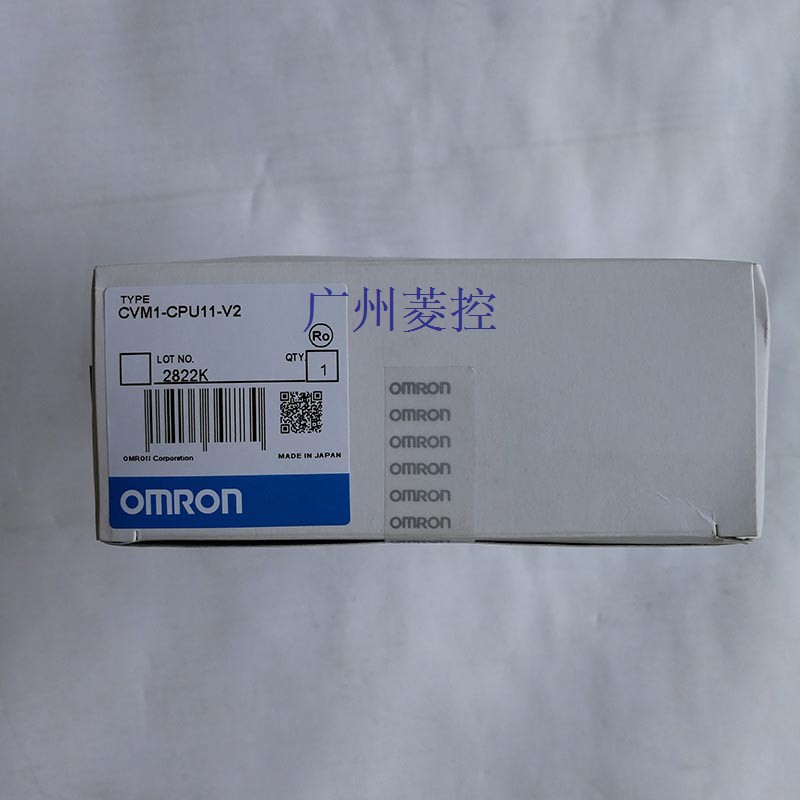 TYPE
CVM1-CPU11-V2
广州菱控
Ro
LOT NO.
2822K
QTY.
1
OMRON Corporation
MADE IN JAPAN
OMRON
OMRON
OMRON
OMRON
OMRON
OMRON
OMRON